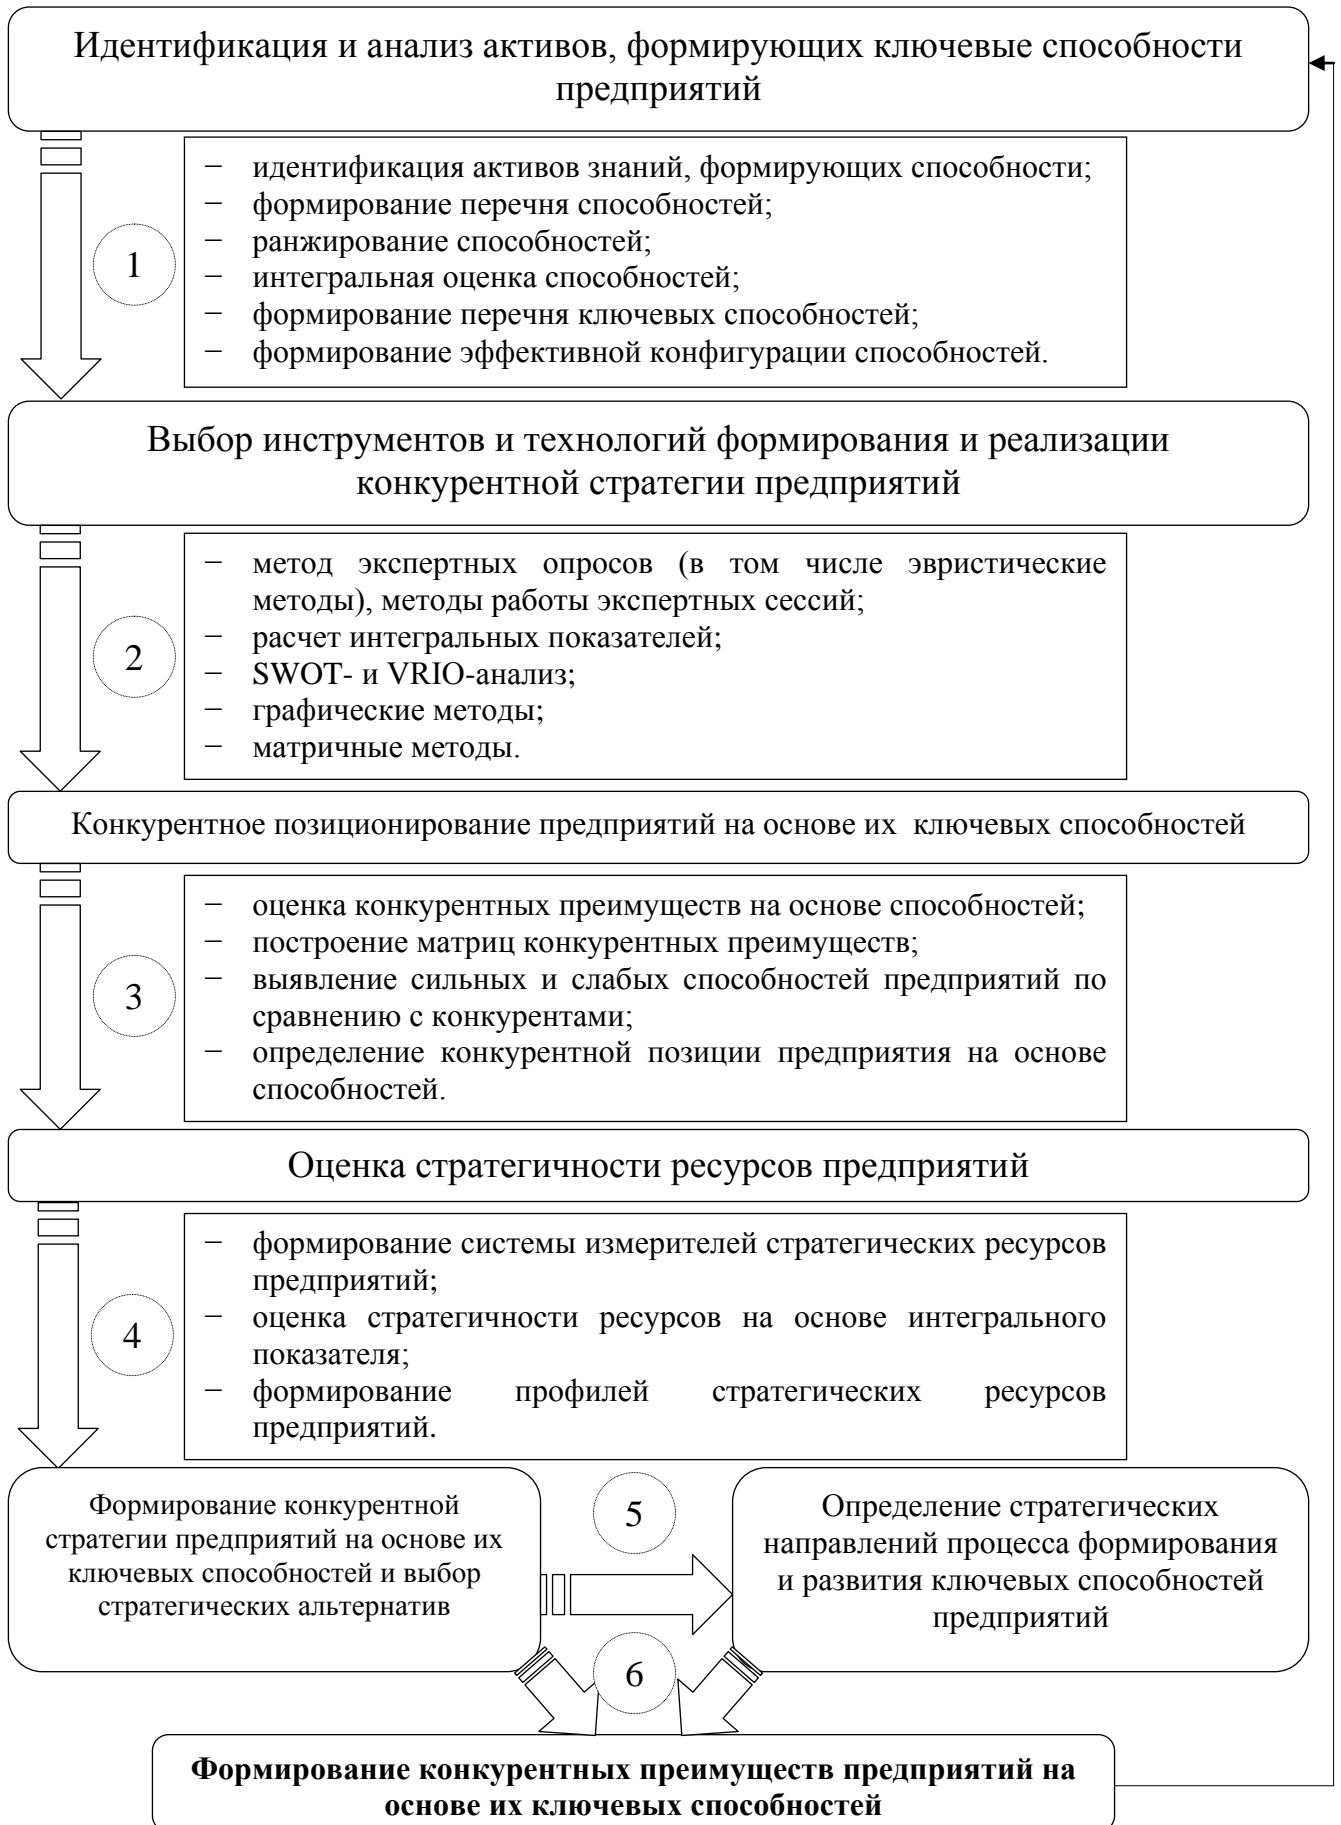 Идентификация и анализ активов, формирующих ключевые способности
предприятий
1
− идентификация активов знаний, формирующих способности;
− формирование перечня способностей;
− ранжирование способностей;
− интегральная оценка способностей;
− формирование перечня ключевых способностей;
− формирование эффективной конфигурации способностей.
Выбор инструментов и технологий формирования и реализации
конкурентной стратегии предприятий
2
− метод экспертных опросов (в том числе эвристические
методы), методы работы экспертных сессий;
− расчет интегральных показателей;
− SWOT- и VRIO-анализ;
− графические методы;
− матричные методы.
Конкурентное позиционирование предприятий на основе их ключевых способностей
3
− оценка конкурентных преимуществ на основе способностей;
− построение матриц конкурентных преимуществ;
− выявление сильных и слабых способностей предприятий по
сравнению с конкурентами;
− определение конкурентной позиции предприятия на основе
способностей.
Оценка стратегичности ресурсов предприятий
4
− формирование системы измерителей стратегических ресурсов
предприятий;
− оценка стратегичности ресурсов на основе интегрального
показателя;
− формирование профилей стратегических ресурсов
предприятий.
Формирование конкурентной
стратегии предприятий на основе их
ключевых способностей и выбор
стратегических альтернатив
5
Определение стратегических
направлений процесса формирования
и развития ключевых способностей
предприятий
6
Формирование конкурентных преимуществ предприятий на
основе их ключевых способностей